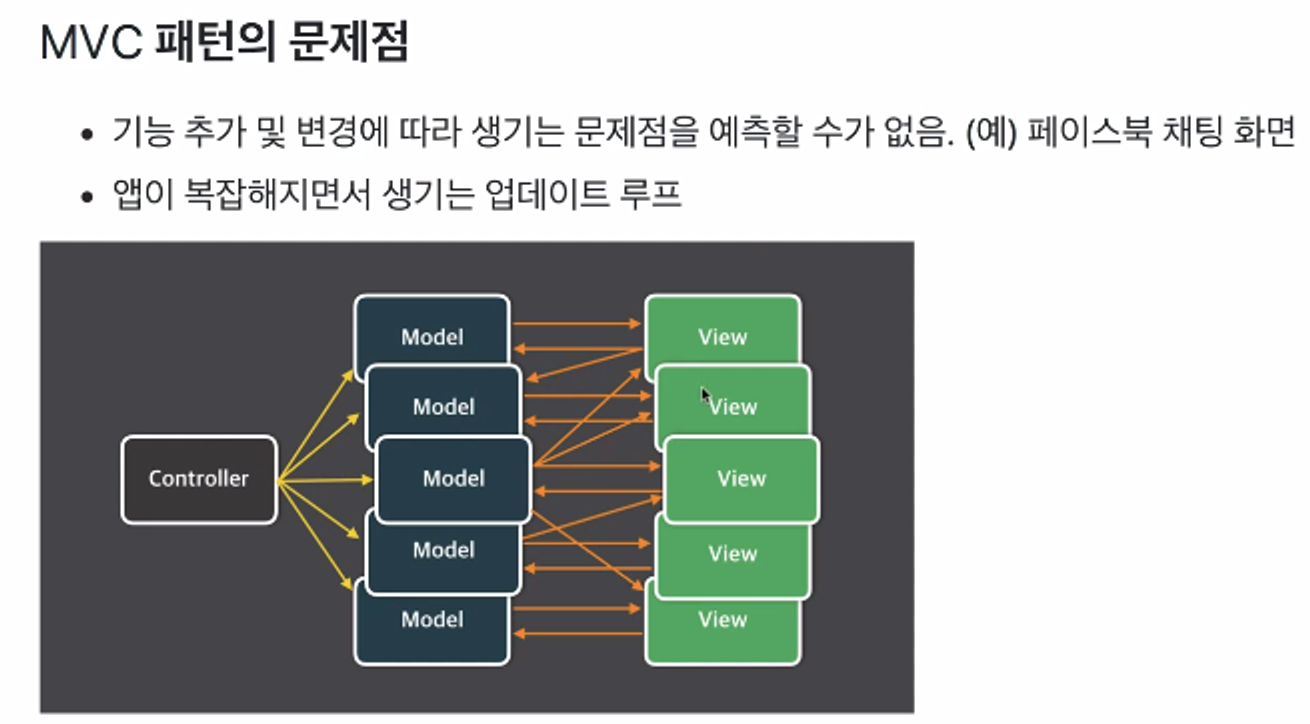 MVC 패턴의 문제점
기능 추가 및 변경에 따라 생기는 문제점을 예측할 수가 없음. (예) 페이스북 채팅 화면
앱이 복잡해지면서 생기는 업데이트 루프
Model
View
Model
View
Controller
Model
View
Model
View
Model
View